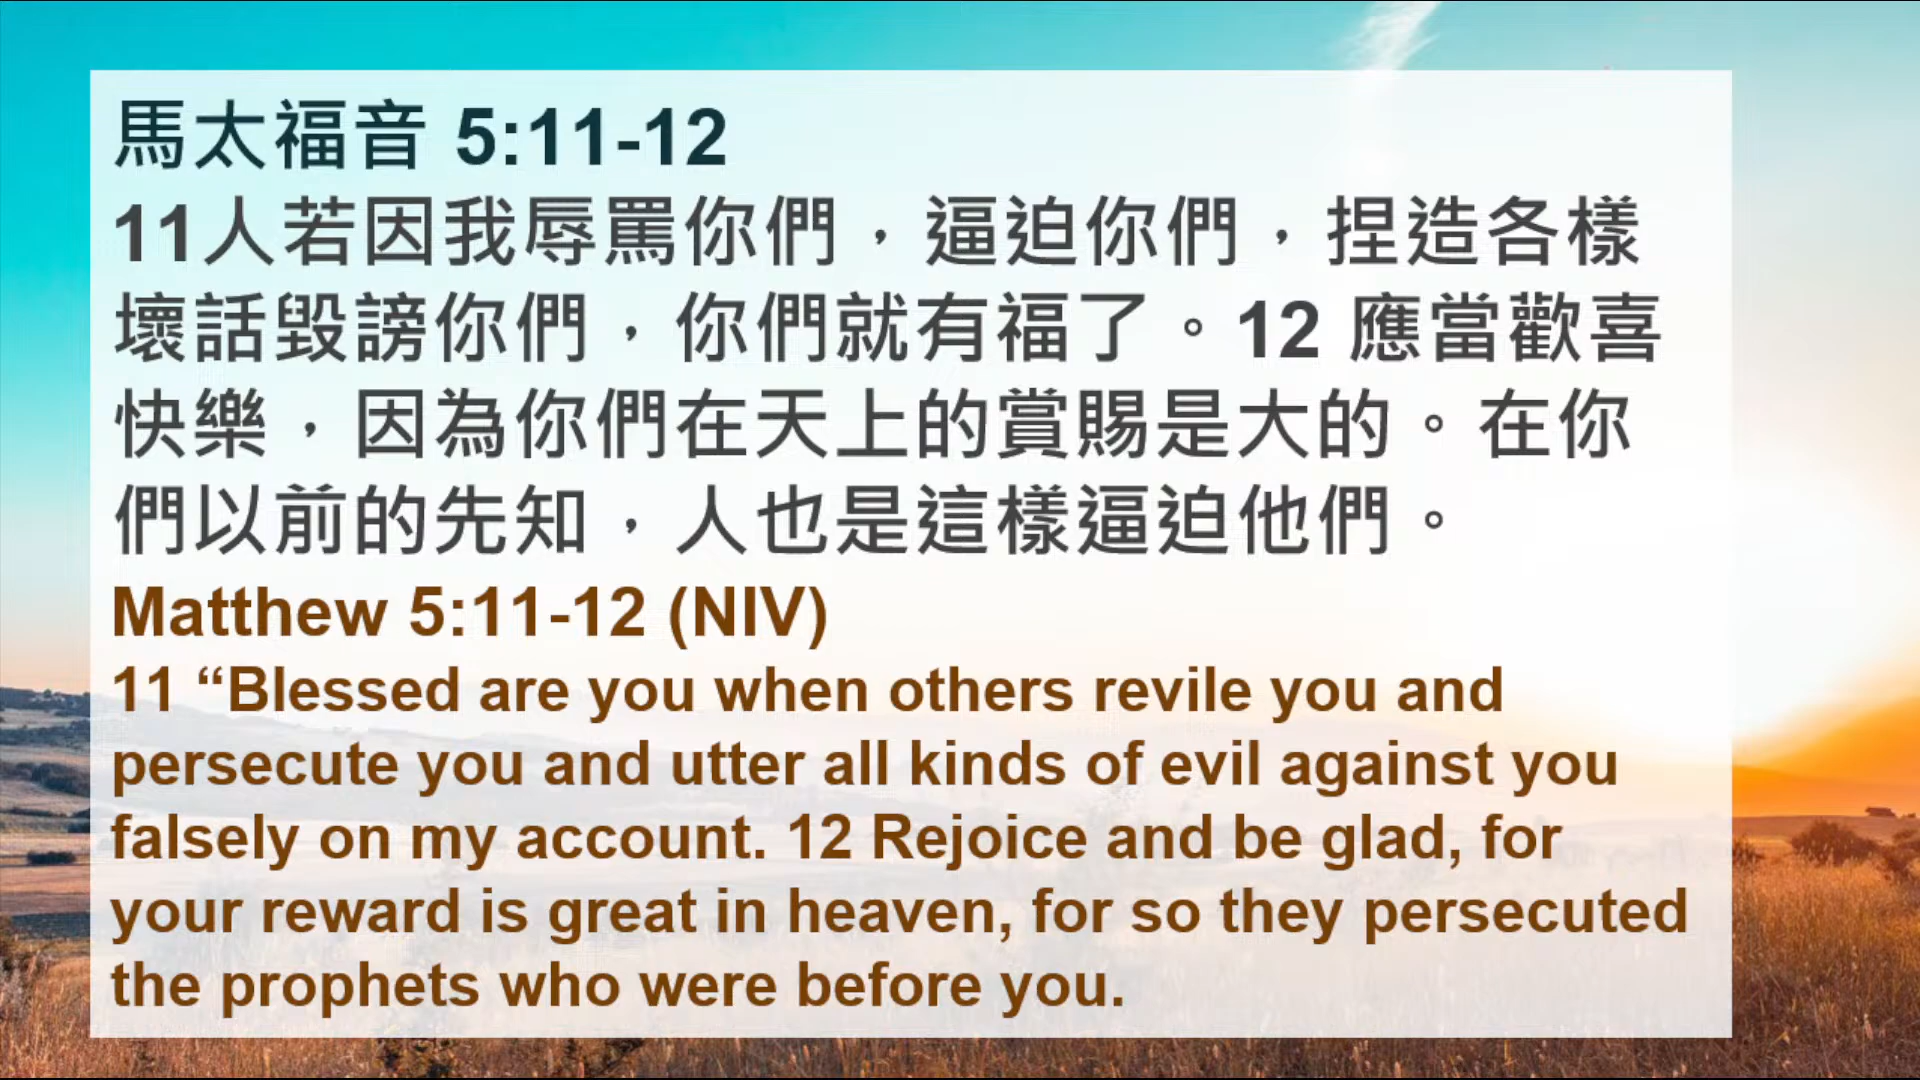 馬太福音 5:11-12
11人若因我辱罵你們，逼迫你們，捏造各樣
壞話毀謗你們，你們就有福了。12 應當歡喜
快樂，因為你們在天上的賞賜是大的。在你
們以前的先知，人也是這樣逼迫他們。
Matthew 5:11-12 (NIV)
11 “Blessed are you when others revile you and
persecute you and utter all kinds of evil against you
falsely on my account. 12 Rejoice and be glad, for
your reward is great in heaven, for so they persecuted
the prophets who were before you.